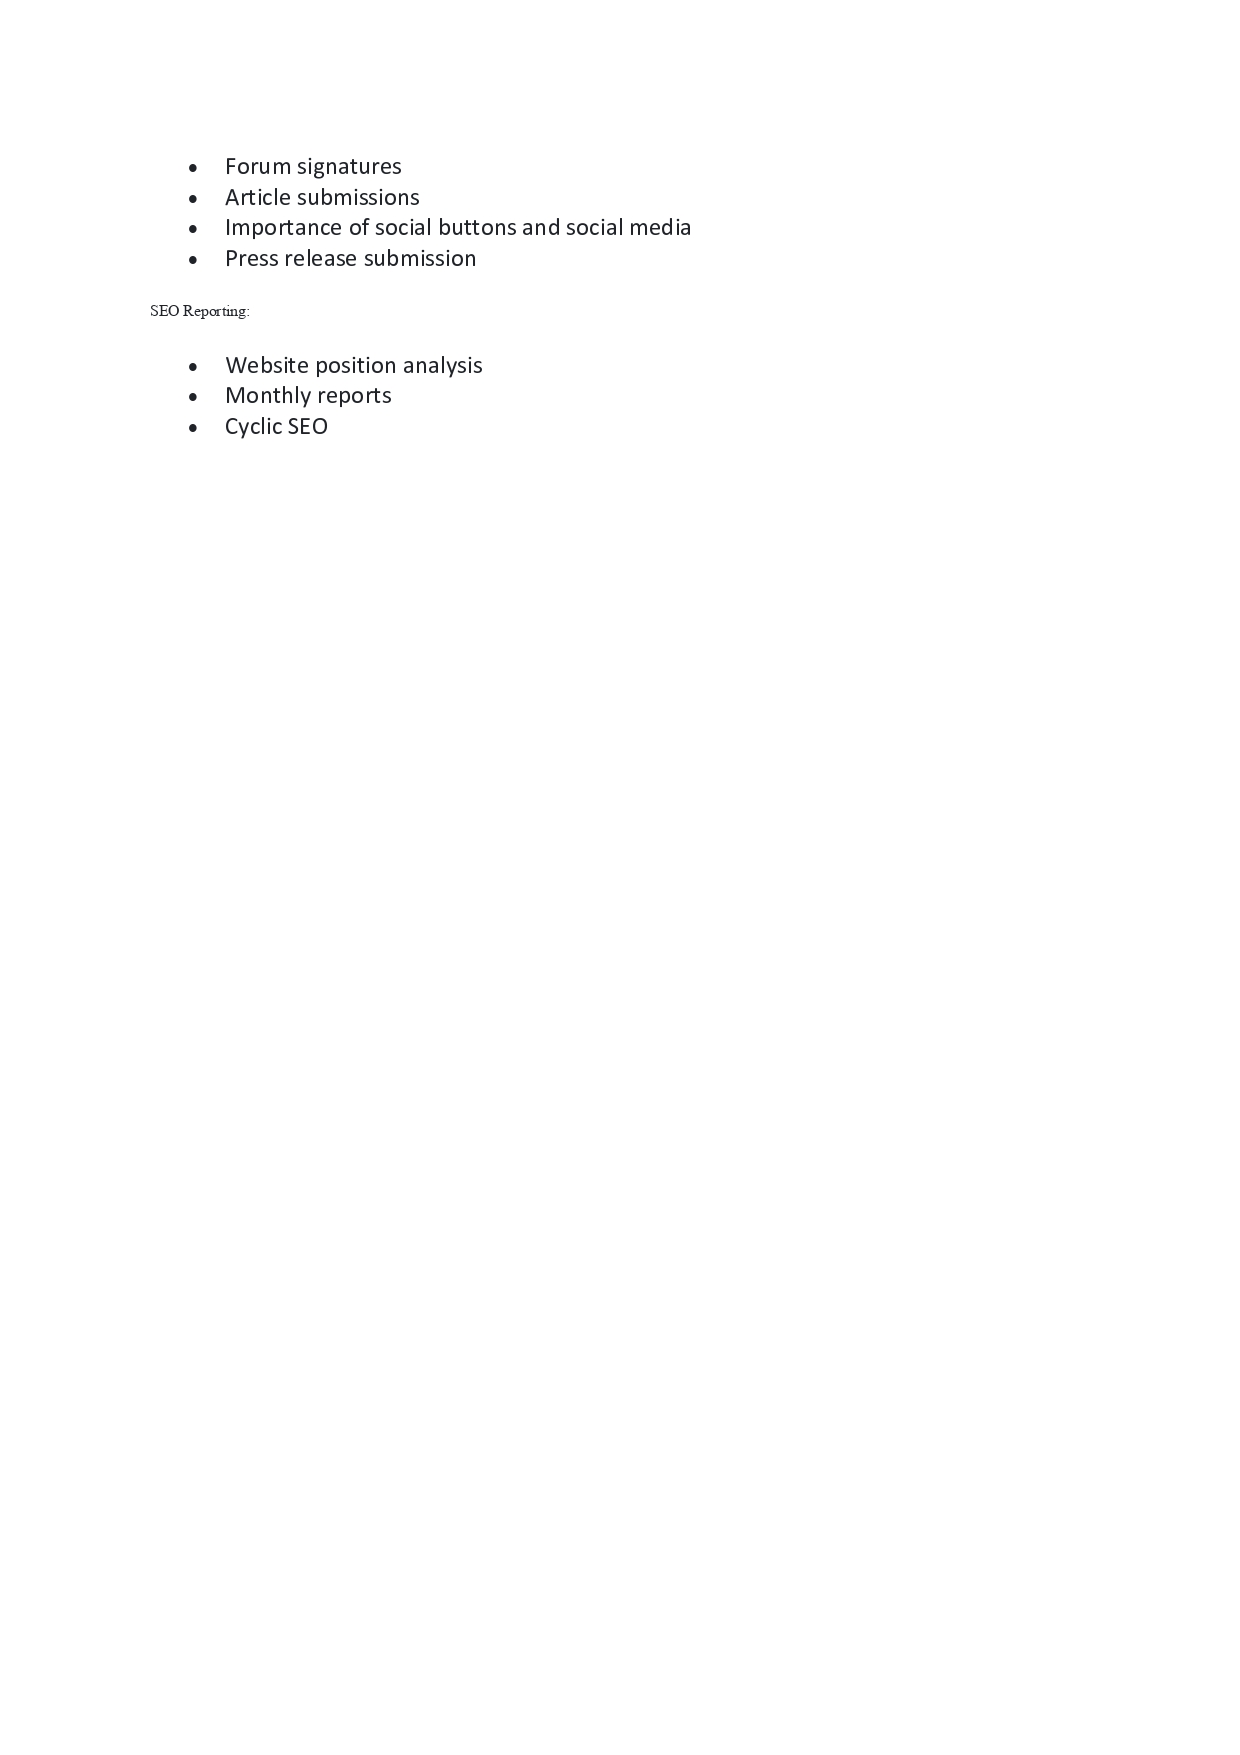 • Forum signatures
• Article submissions
• Importance of social buttons and social media
• Press release submission
SEO Reporting:
• Website position analysis
• Monthly reports
• Cyclic SEO